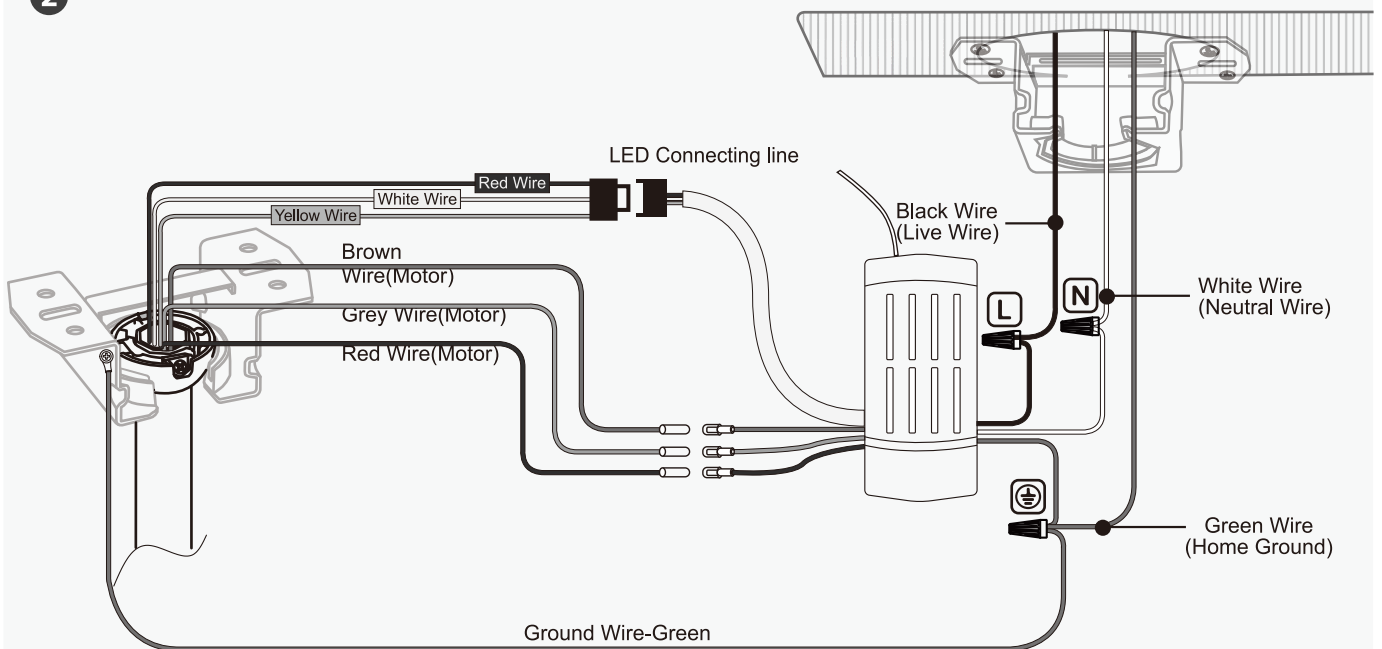 2
LED Connecting line
Red Wire
White Wire
Yellow Wire
Brown
Wire(Motor)
Grey Wire(Motor)
Red Wire(Motor)
Black Wire
(Live Wire)
L
N
White Wire
(Neutral Wire)
Green Wire
(Home Ground)
Ground Wire-Green